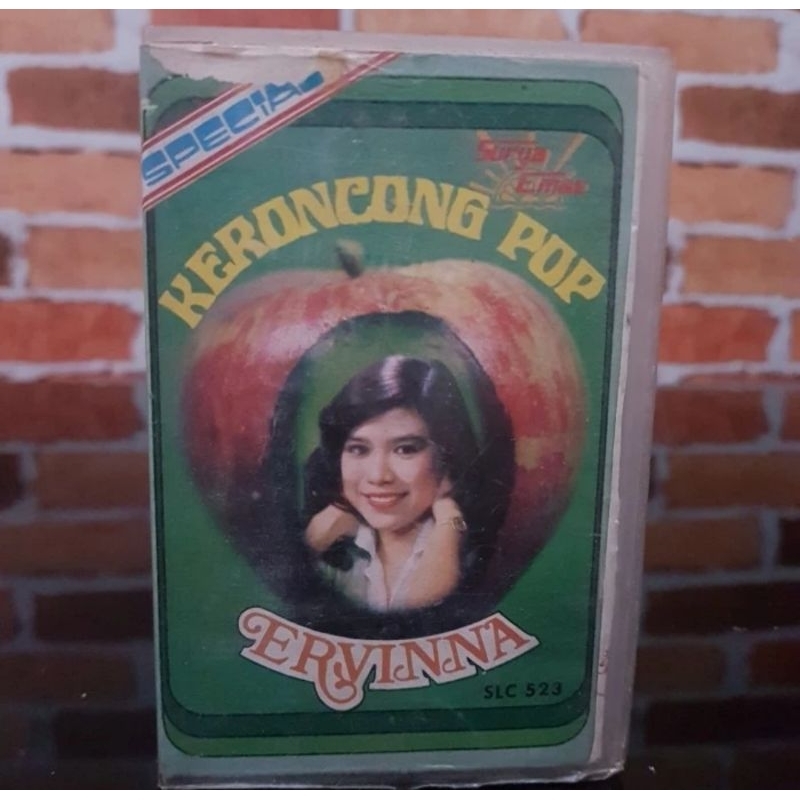 SPECIAL
Surya
Emas
KERONCONG POP
ERVINNA
SLC 523